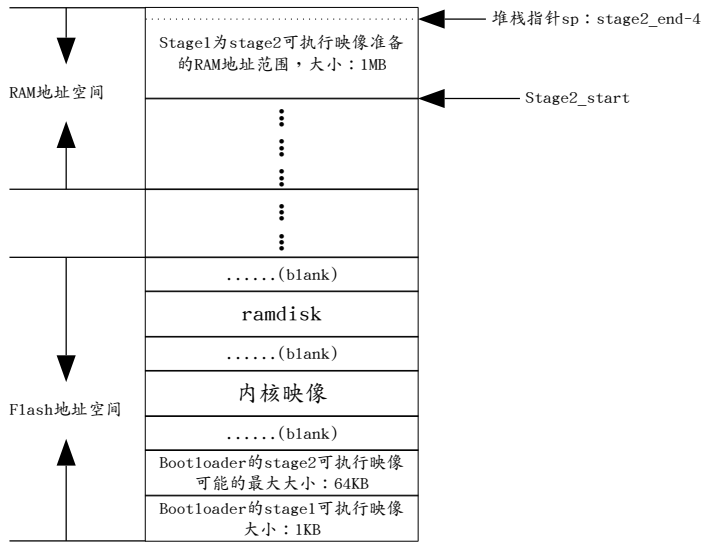 堆栈指针sp：stage2_end-4
Stage1为stage2可执行映像准备
的RAM地址范围，大小：1MB
RAM地址空间
Stage2_start
......(blank)
ramdisk
......(blank)
内核映像
Flash地址空间
......(blank)
Bootloader的stage2可执行映像
可能的最大大小：64KB
Bootloader的stage1可执行映像
大小：1KB